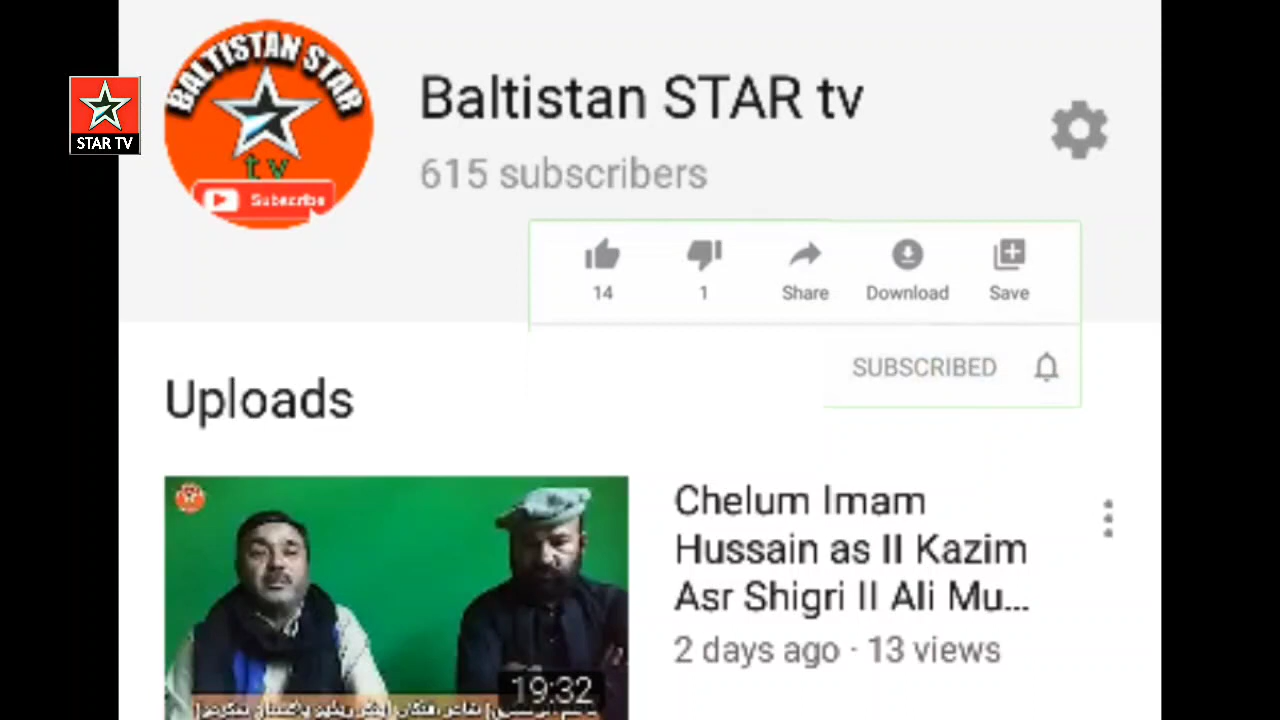 BALTISTAN STAR
tv
Subscribe
STAR TV
Baltistan STAR tv
615 subscribers
14
1
Share
Download
Save
SUBSCRIBED
Uploads
Chelum Imam
Hussain as II Kazim
Asr Shigri II Ali Mu...
2 days ago · 13 views
19:32